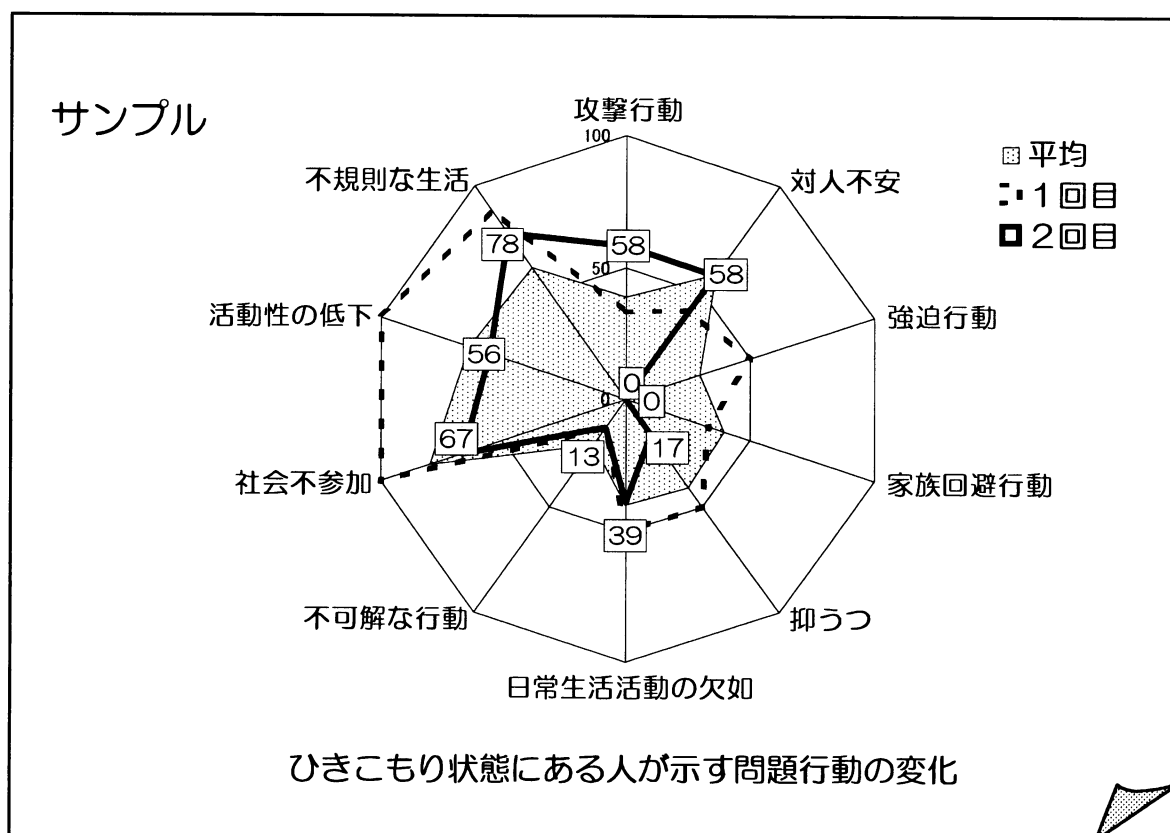 サンプル
攻撃行動
100
不規則な生活
対人不安
平均
1回目
2回目
78
58
58
50
活動性の低下
強迫行動
56
0
0
0
67
13
17
社会不参加
家族回避行動
39
不可解な行動
抑うつ
日常生活活動の欠如
ひきこもり状態にある人が示す問題行動の変化